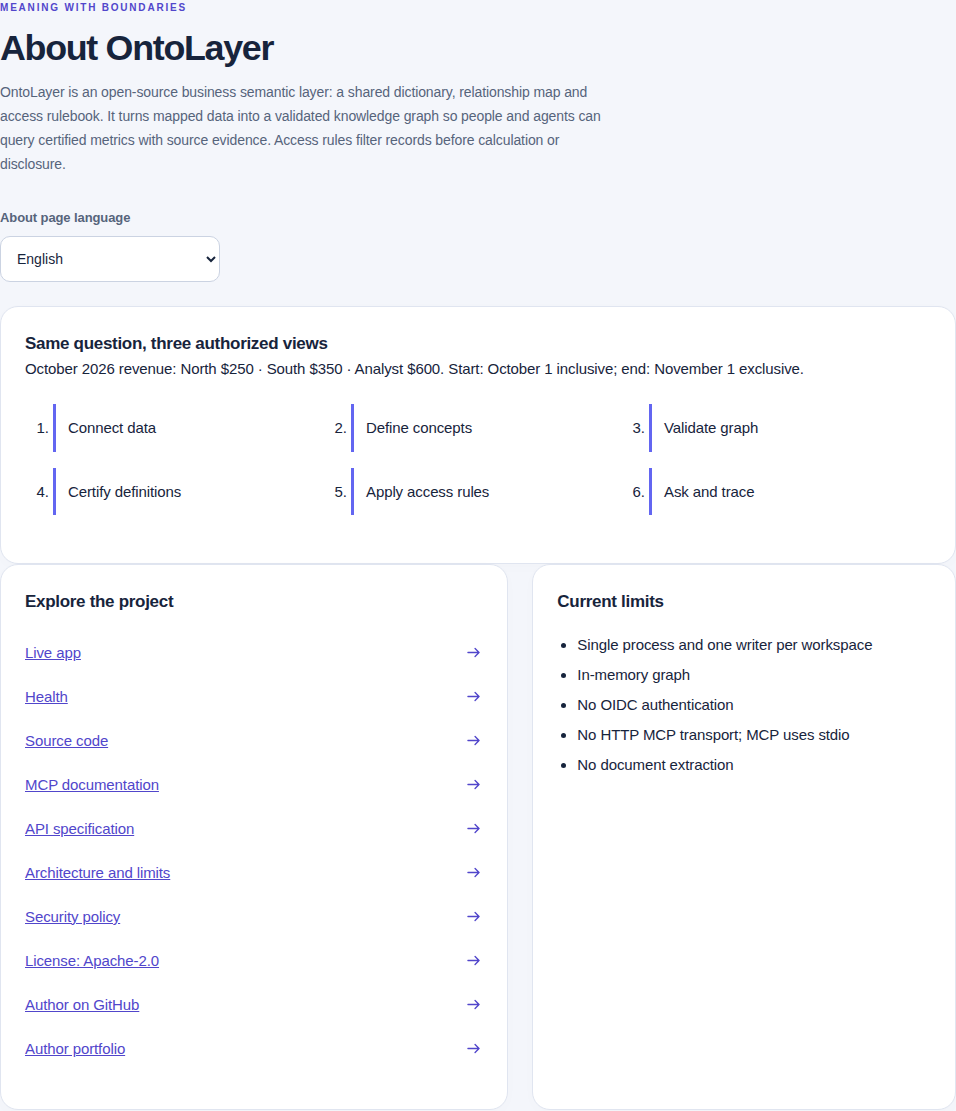 MEANING WITH BOUNDARIES
About OntoLayer
OntoLayer is an open-source business semantic layer: a shared dictionary, relationship map and
access rulebook. It turns mapped data into a validated knowledge graph so people and agents can
query certified metrics with source evidence. Access rules filter records before calculation or
disclosure.
About page language
English
Same question, three authorized views
October 2026 revenue: North $250 · South $350 · Analyst $600. Start: October 1 inclusive; end: November 1 exclusive.
1. Connect data
2. Define concepts
3. Validate graph
4. Certify definitions
5. Apply access rules
6. Ask and trace
Explore the project
Live app →
Health →
Source code →
MCP documentation →
API specification →
Architecture and limits →
Security policy →
License: Apache-2.0 →
Author on GitHub →
Author portfolio →
Current limits
• Single process and one writer per workspace
• In-memory graph
• No OIDC authentication
• No HTTP MCP transport; MCP uses stdio
• No document extraction